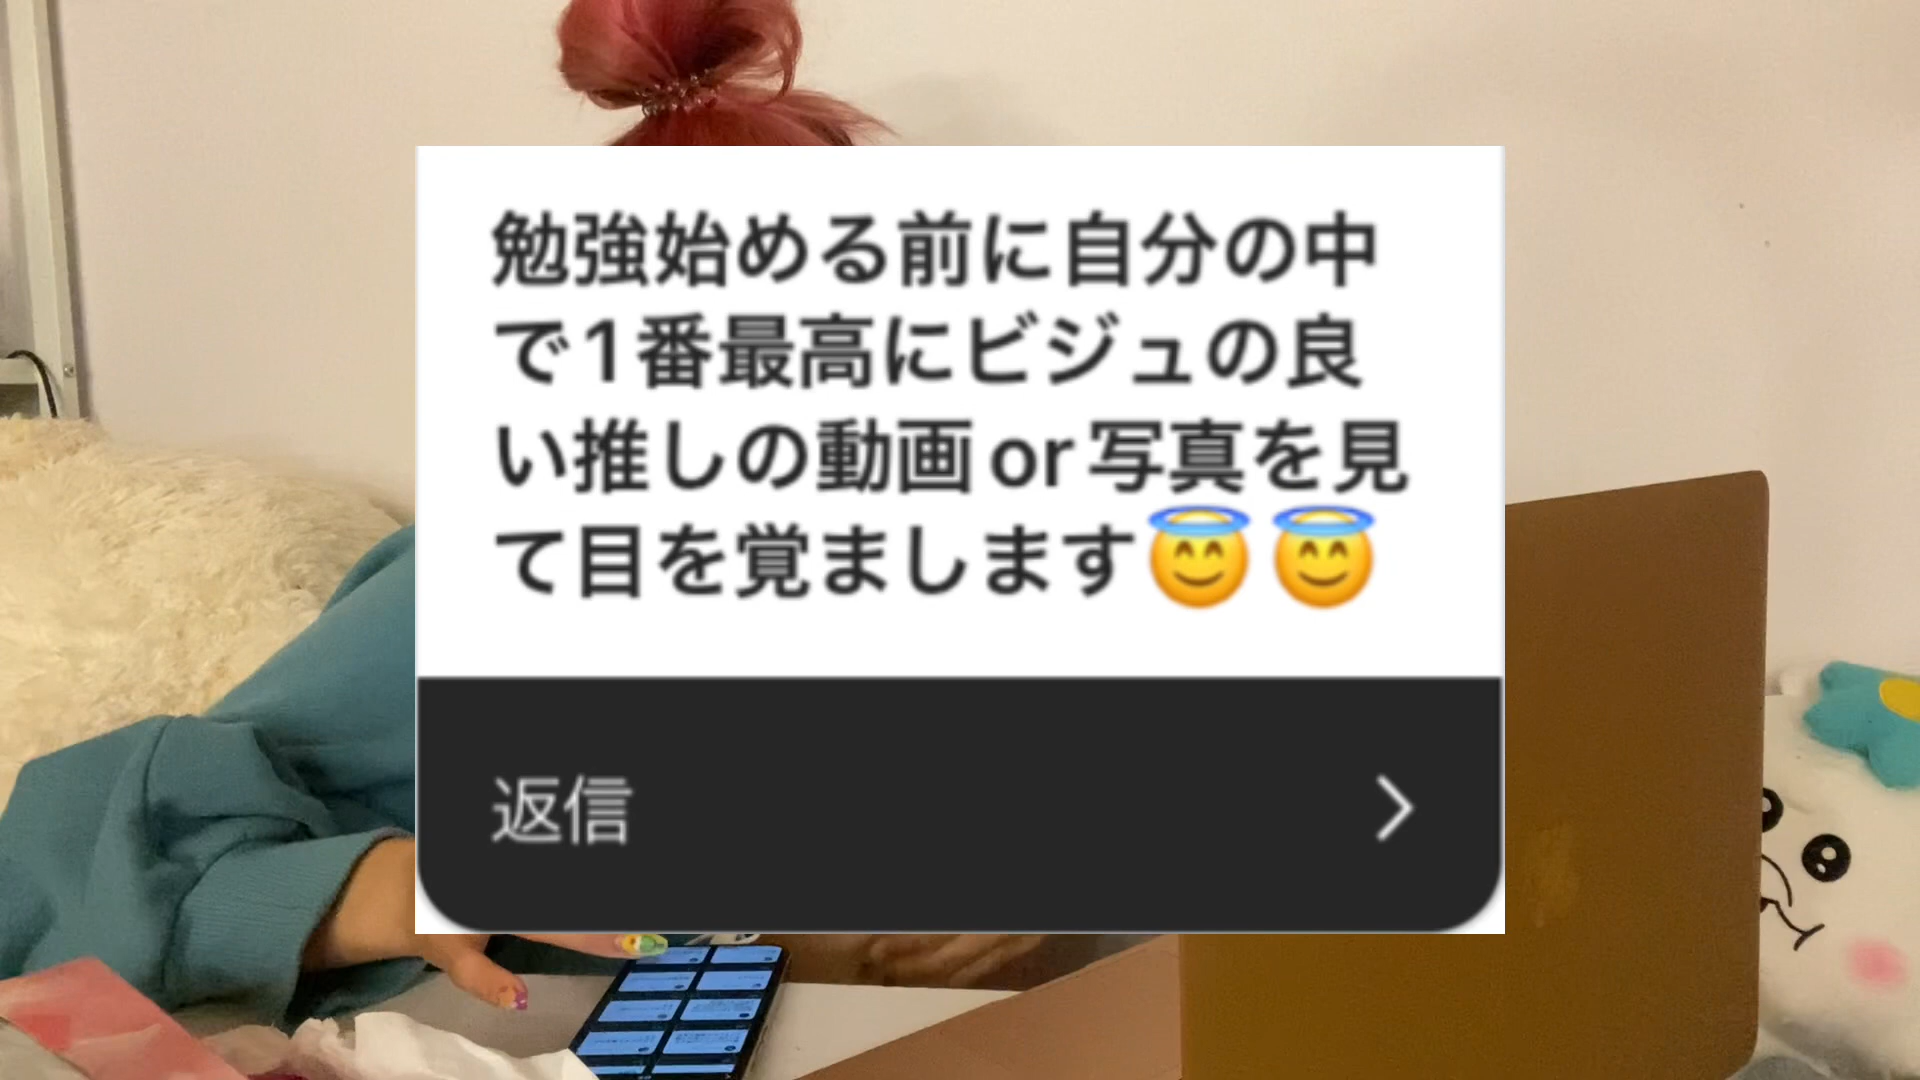 勉強始める前に自分の中
で1番最高にビジュの良
い推しの動画or写真を見
て目を覚まします😇😇
返信